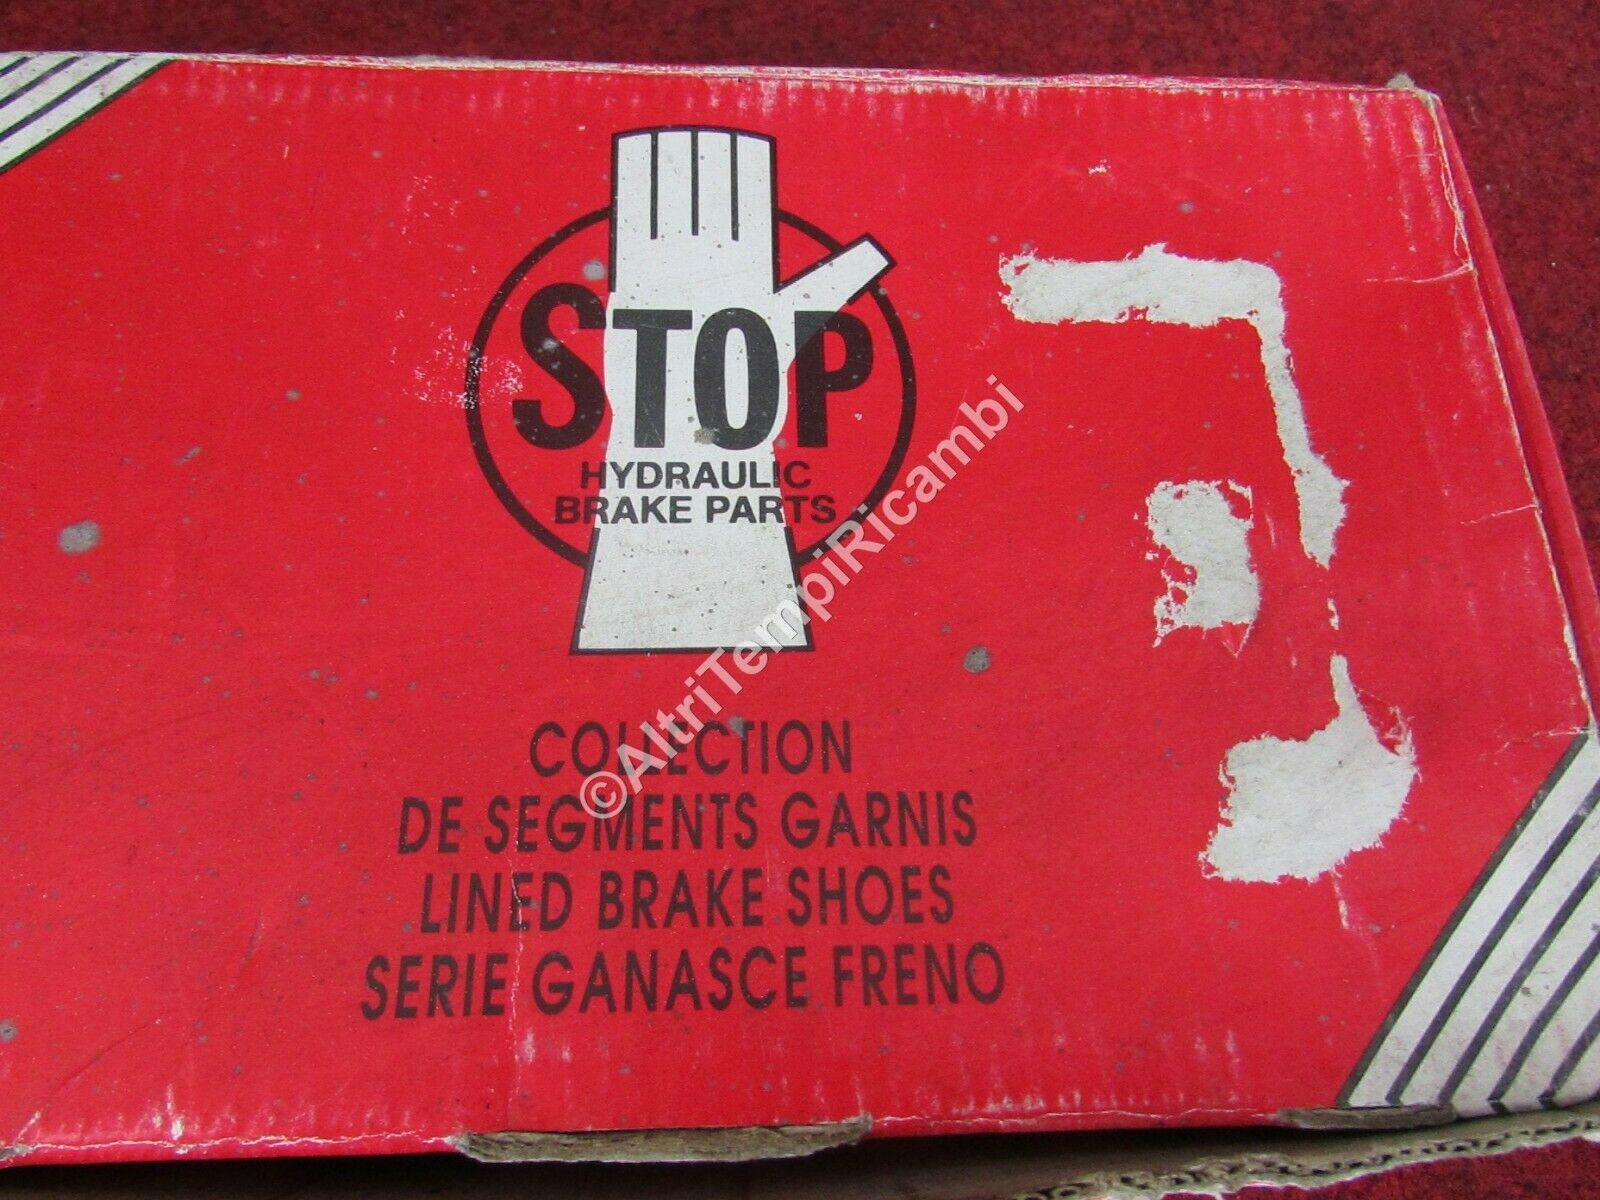 STOP
HYDRAULIC
BRAKE PARTS
COLLECTION
DE SEGMENTS GARNIS
LINED BRAKE SHOES
SERIE GANASCE FRENO
©AltriTempiRicambi